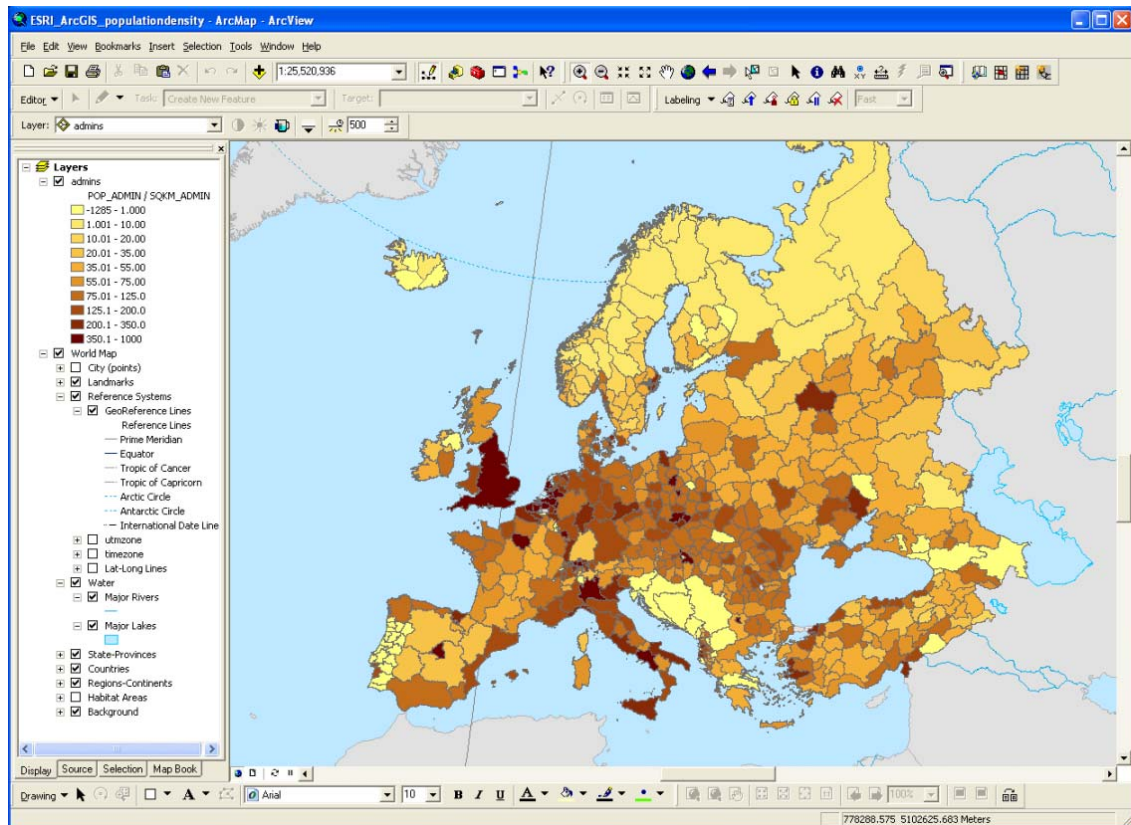 ESRI_ArcGIS_populationdensity - ArcMap - ArcView
File Edit View Bookmarks Insert Selection Tools Window Help
1:25,520,936
Editor Task: Create New Feature Target: Labeling Fast
Layer: admins 500
Layers
admins
POP_ADMIN / SQKM_ADMIN
-1285 - 1.000
1.001 - 10.00
10.01 - 20.00
20.01 - 35.00
35.01 - 55.00
55.01 - 75.00
75.01 - 125.0
125.1 - 200.0
200.1 - 350.0
350.1 - 1000
World Map
City (points)
Landmarks
Reference Systems
GeoReference Lines
Reference Lines
Prime Meridian
Equator
Tropic of Cancer
Tropic of Capricorn
Arctic Circle
Antarctic Circle
International Date Line
utmzone
timezone
Lat-Long Lines
Water
Major Rivers
Major Lakes
State-Provinces
Countries
Regions-Continents
Habitat Areas
Background
Display Source Selection Map Book
Drawing A Arial 10 B I U A 100%
778288.575 5102625.683 Meters